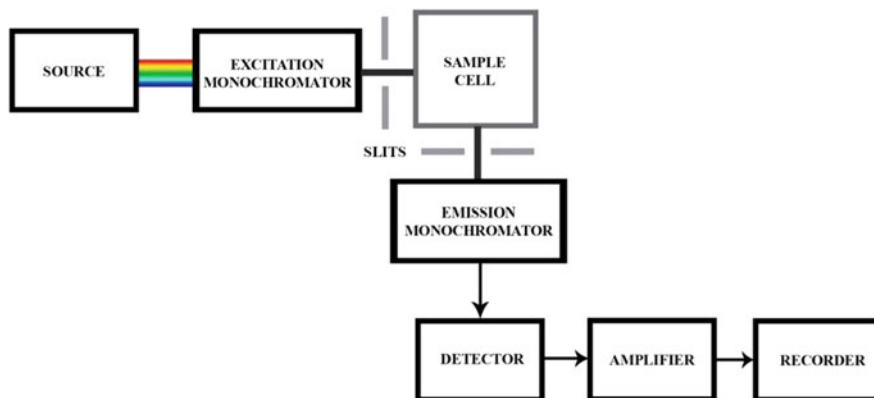 SOURCE
EXCITATION
MONOCHROMATOR
SAMPLE
CELL
SLITS
EMISSION
MONOCHROMATOR
DETECTOR
AMPLIFIER
RECORDER